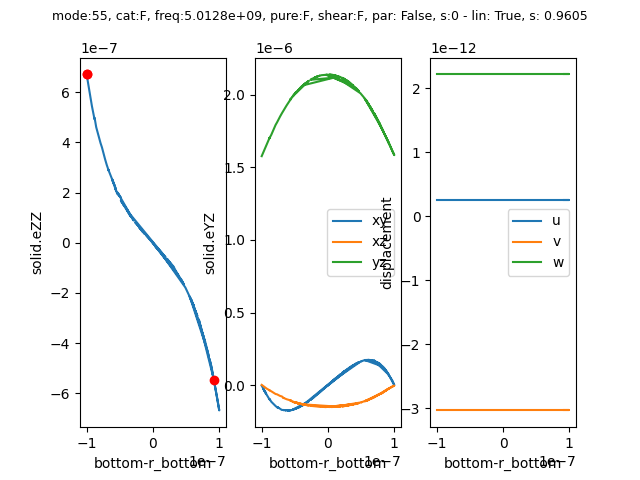 mode:55, cat:F, freq:5.0128e+09, pure:F, shear:F, par: False, s:0 - lin: True, s: 0.9605
1e−7
6
4
2
0
−2
−4
−6
solid.eZZ
−1
0
1
1e−7
bottom-r_bottom
1e−6
2.0
1.5
1.0
0.5
0.0
solid.eYZ
xy
xz
yz
−1
0
1
1e−7
bottom-r_bottom
1e−12
2
1
0
−1
−2
−3
displacement
u
v
w
−1
0
1
1e−7
bottom-r_bottom